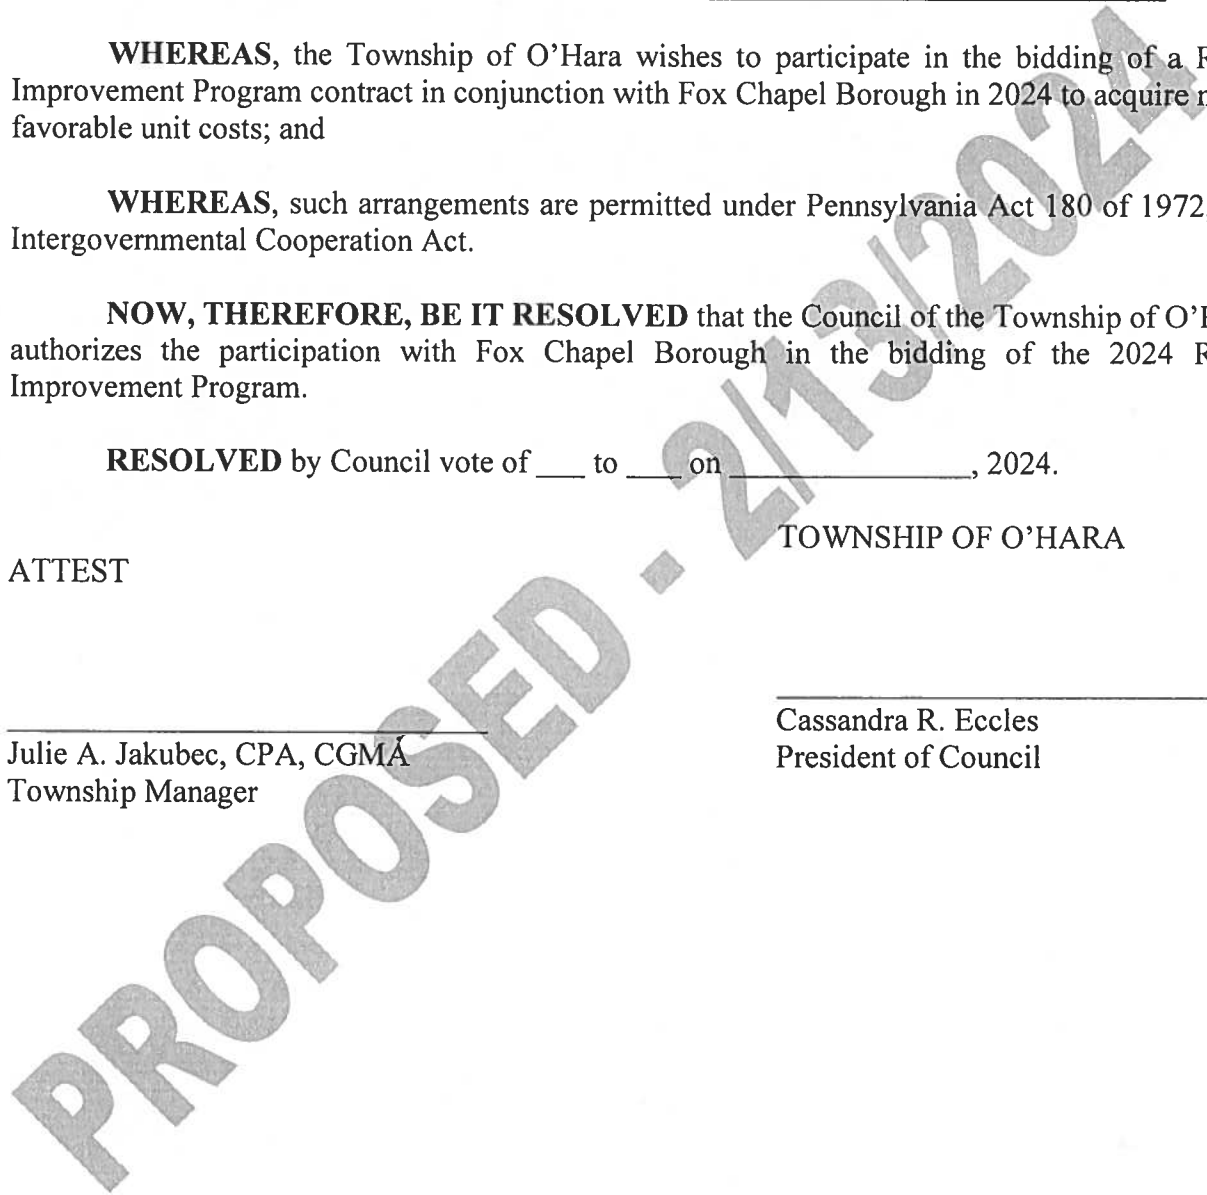 WHEREAS, the Township of O’Hara wishes to participate in the bidding of a
Improvement Program contract in conjunction with Fox Chapel Borough in 2024 to acquire
favorable unit costs; and
WHEREAS, such arrangements are permitted under Pennsylvania Act 180 of 1972,
Intergovernmental Cooperation Act.
NOW, THEREFORE, BE IT RESOLVED that the Council of the Township of
authorizes the participation with Fox Chapel Borough in the bidding of the 2024
Improvement Program.
RESOLVED by Council vote of ___ to ____ on ________________, 2024.
TOWNSHIP OF O’HARA
ATTEST
Cassandra R. Eccles
President of Council
Julie A. Jakubec, CPA, CGMA
Township Manager
PROPOSED - 2/13/2024